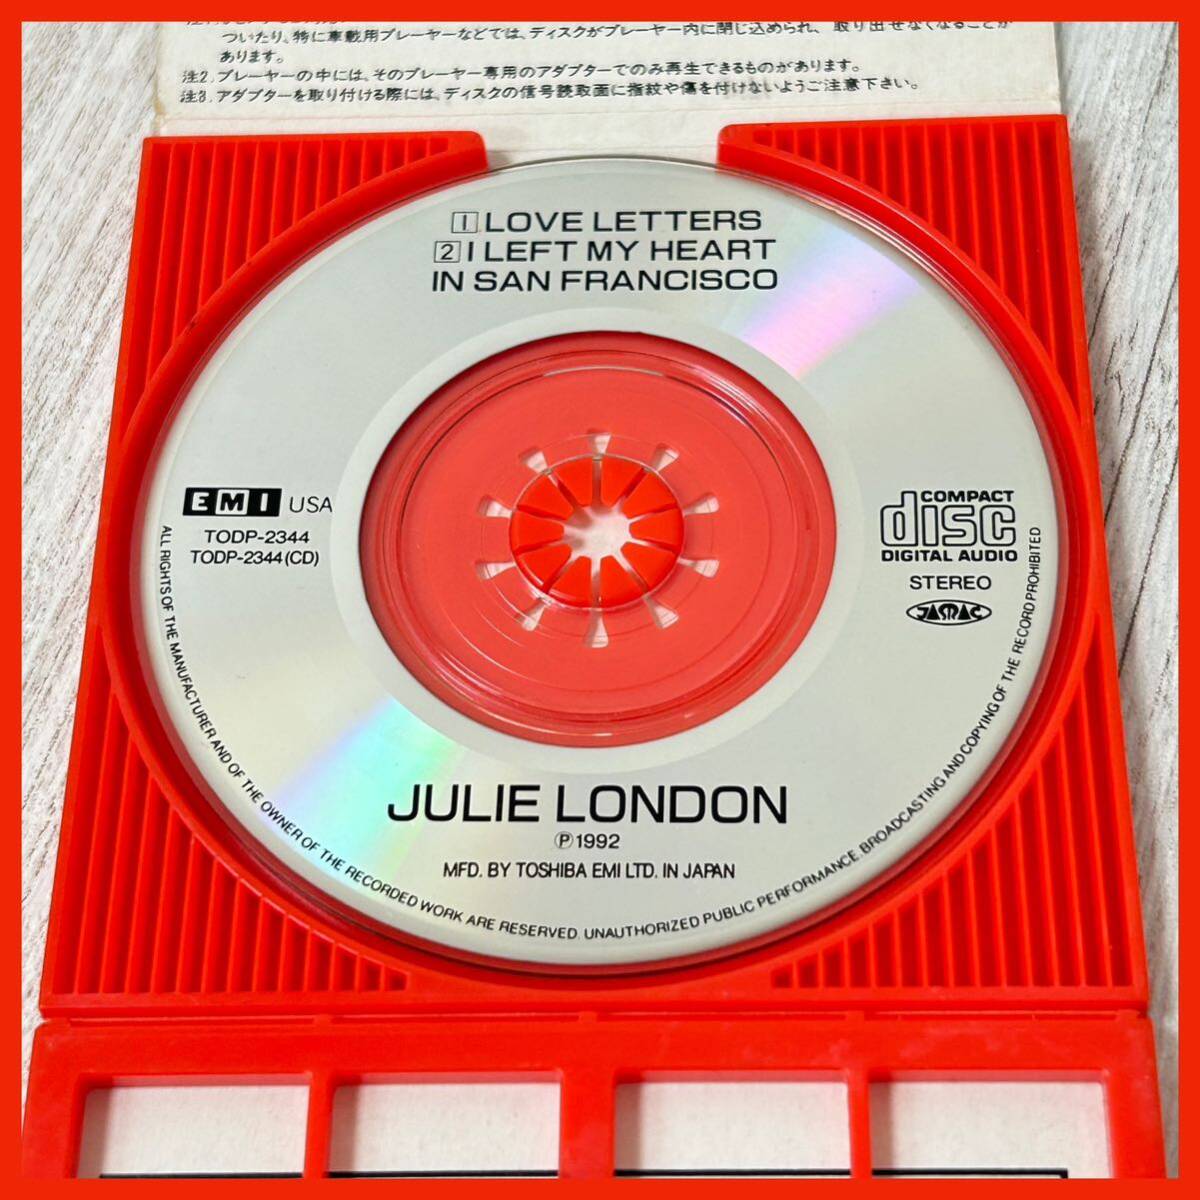 ついたり、特に車載用プレーヤーなどでは、ディスクがプレーヤー内に閉じ込められ、取り出せなくなることが
あります。
注2.プレーヤーの中には、そのプレーヤー専用のアダプターでのみ再生できるものがあります。
注3.アダプターを取り付ける際には、ディスクの信号読取面に指紋や傷を付けないようご注意下さい。
1 LOVE LETTERS
2 I LEFT MY HEART
IN SAN FRANCISCO
EMI USA
TODP-2344
TODP-2344(CD)
COMPACT
disc
DIGITAL AUDIO
STEREO
JASRAC
JULIE LONDON
Ⓟ1992
MFD. BY TOSHIBA EMI LTD. IN JAPAN
ALL RIGHTS OF THE MANUFACTURER AND OF THE OWNER OF THE RECORDED WORK ARE RESERVED. UNAUTHORIZED PUBLIC PERFORMANCE, BROADCASTING AND COPYING OF THE RECORD PROHIBITED